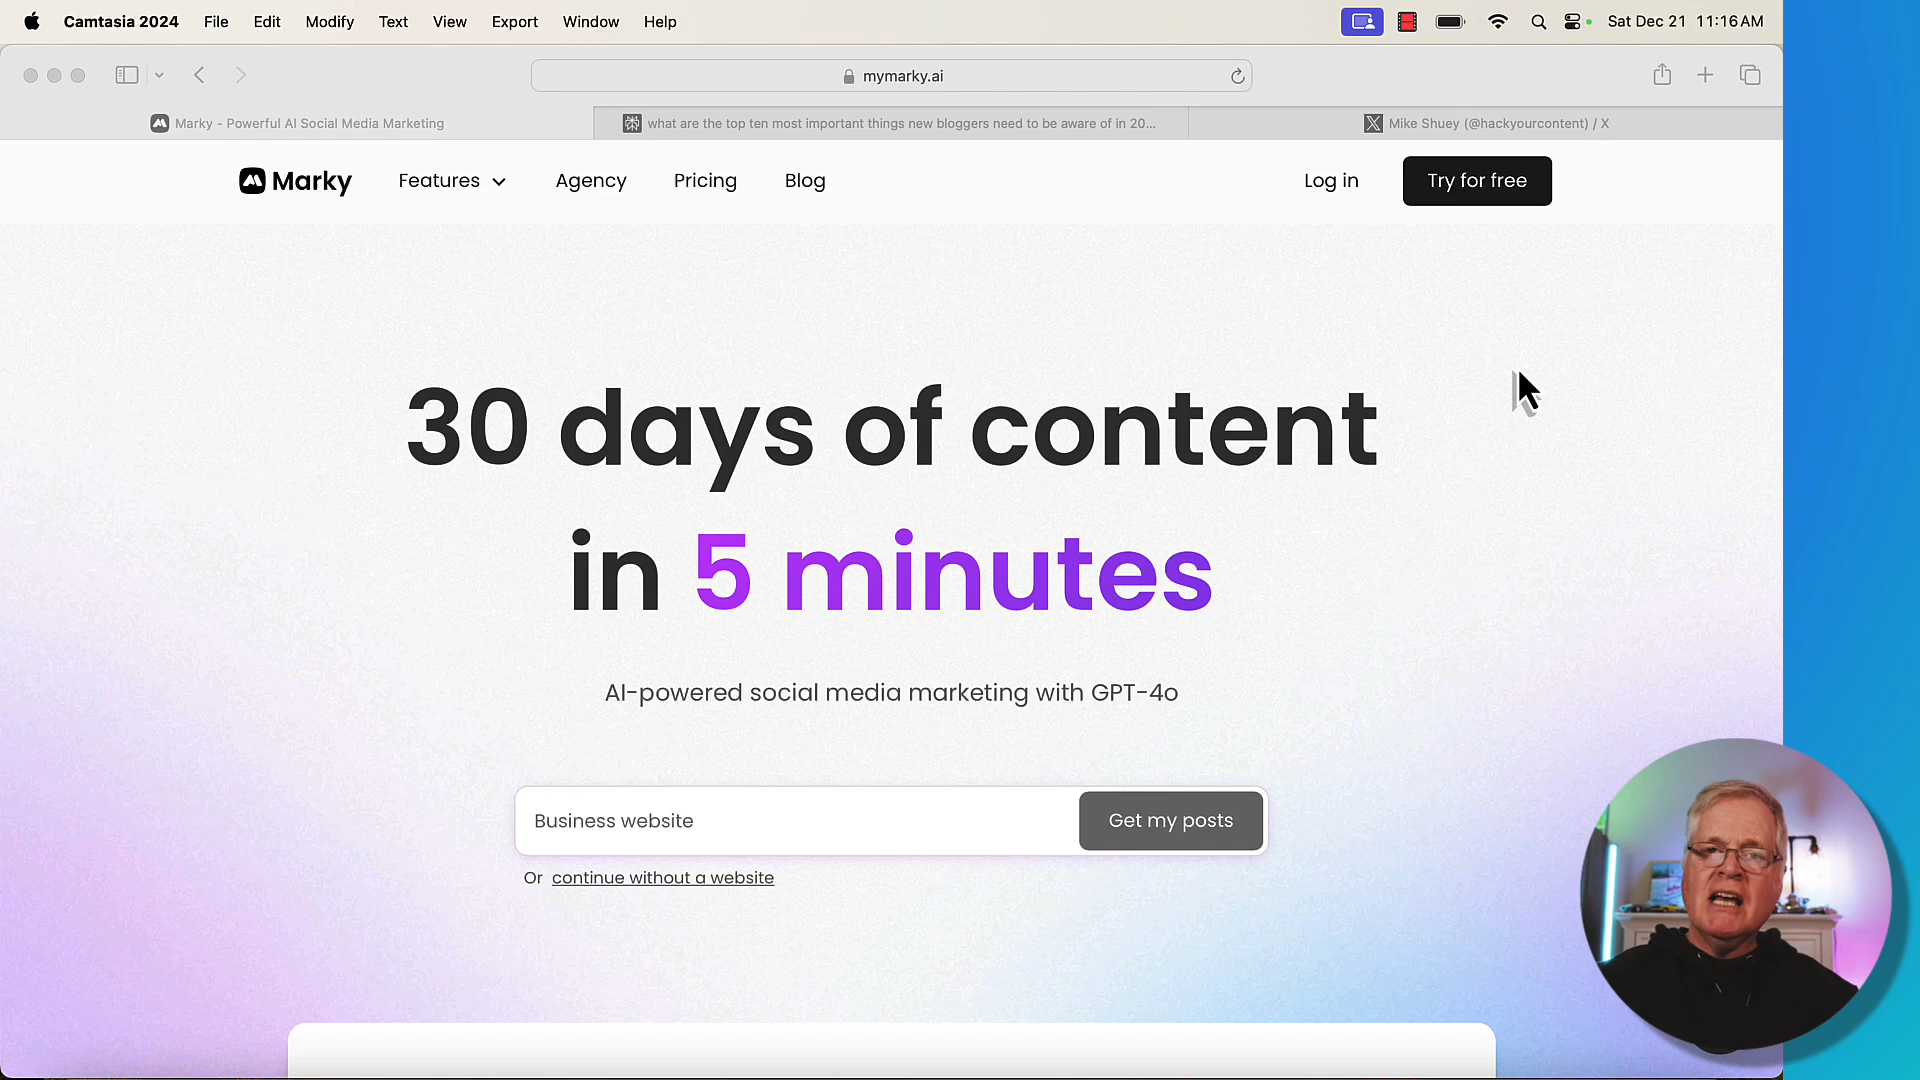 Camtasia 2024 File Edit Modify Text View Export Window Help Sat Dec 21 11:16 AM
mymarky.ai
Marky - Powerful AI Social Media Marketing
what are the top ten most important things new bloggers need to be aware of in 20...
Mike Shuey (@hackyourcontent) / X
Marky Features Agency Pricing Blog Log in Try for free
30 days of content
in 5 minutes
AI-powered social media marketing with GPT-4o
Business website Get my posts
Or continue without a website